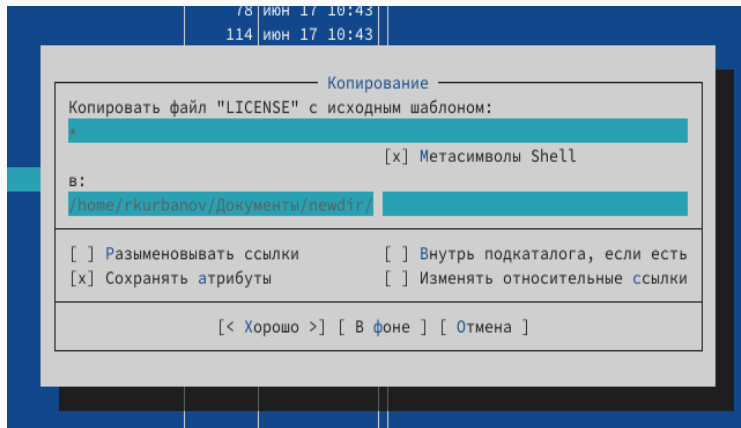 78 июн 17 10:43
114 июн 17 10:43
Копирование
Копировать файл "LICENSE" с исходным шаблоном:
*
[x] Метасимволы Shell
в:
/home/rkurbanov/Документы/newdir/
[ ] Разыменовывать ссылки [ ] Внутрь подкаталога, если есть
[x] Сохранять атрибуты [ ] Изменять относительные ссылки
[< Хорошо >] [ В фоне ] [ Отмена ]